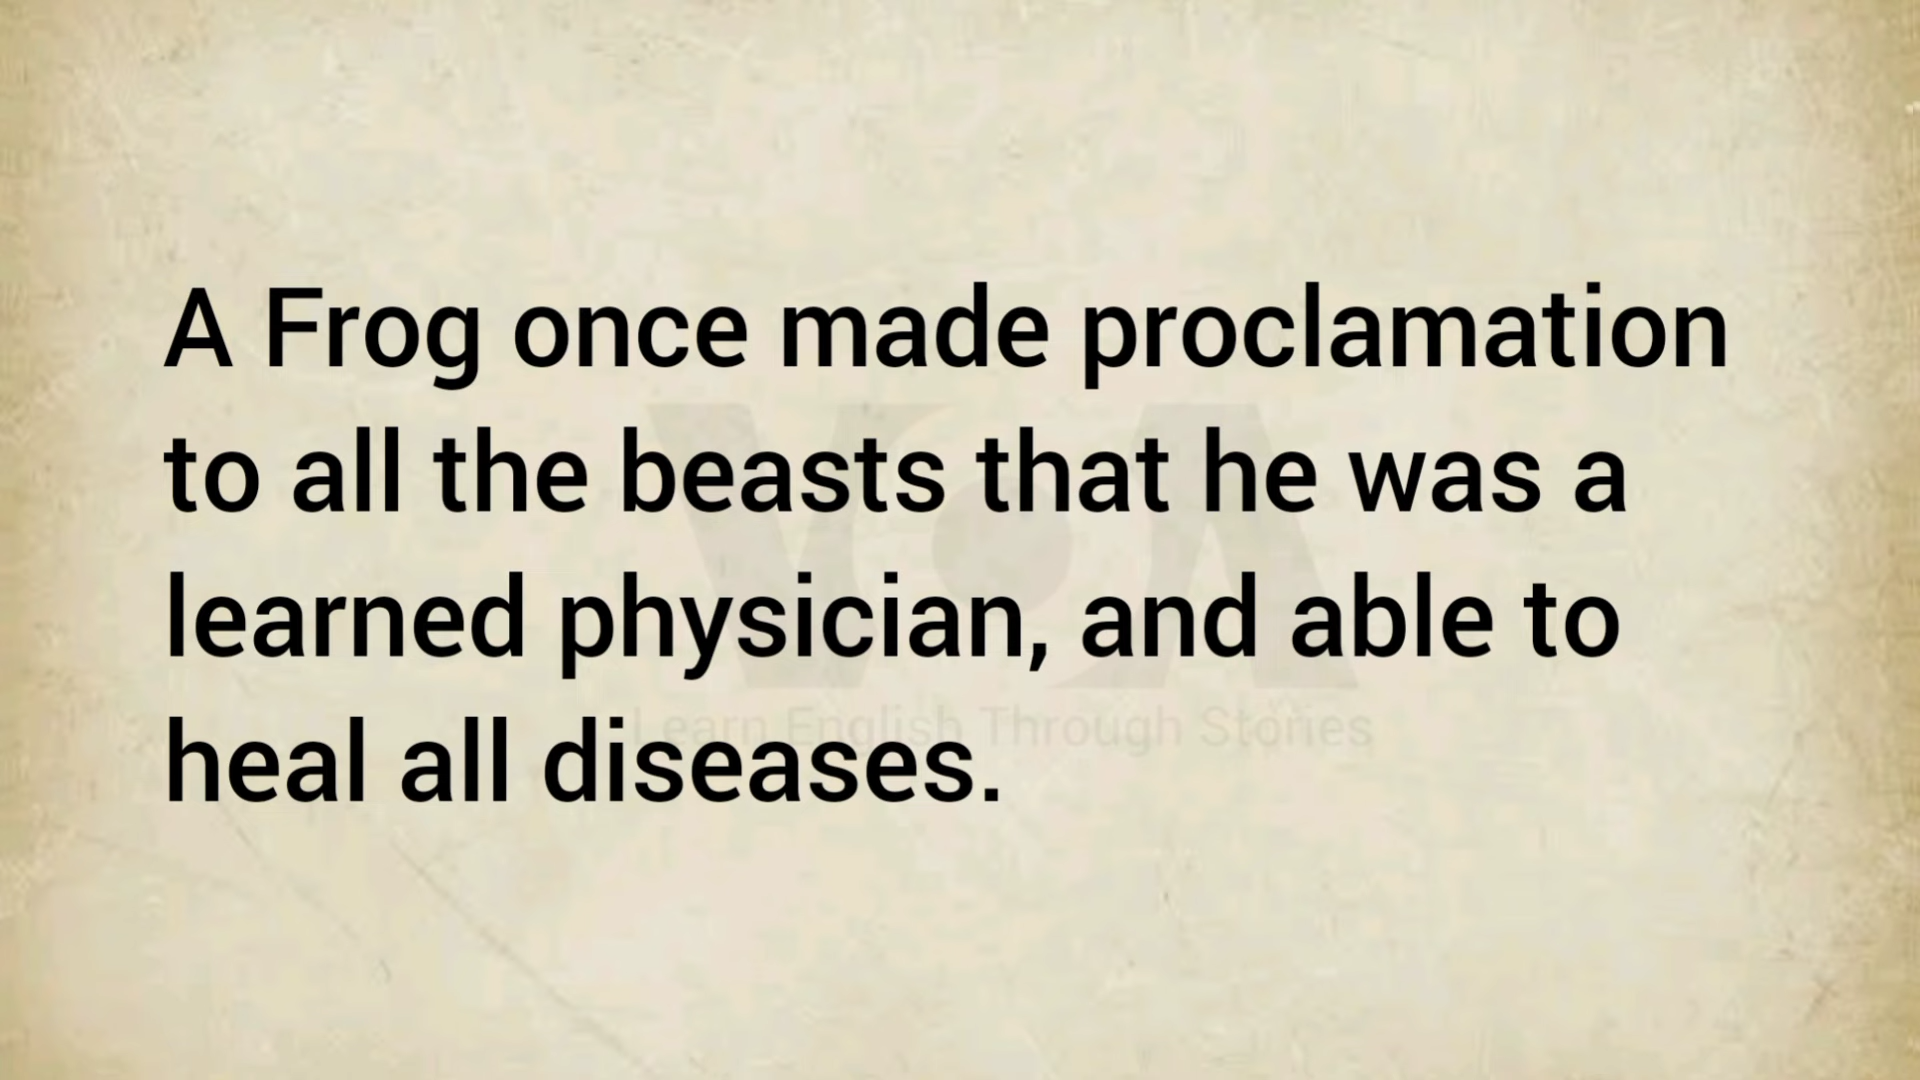 A Frog once made proclamation
to all the beasts that he was a
learned physician, and able to
heal all diseases.
VOA
Learn English Through Stories